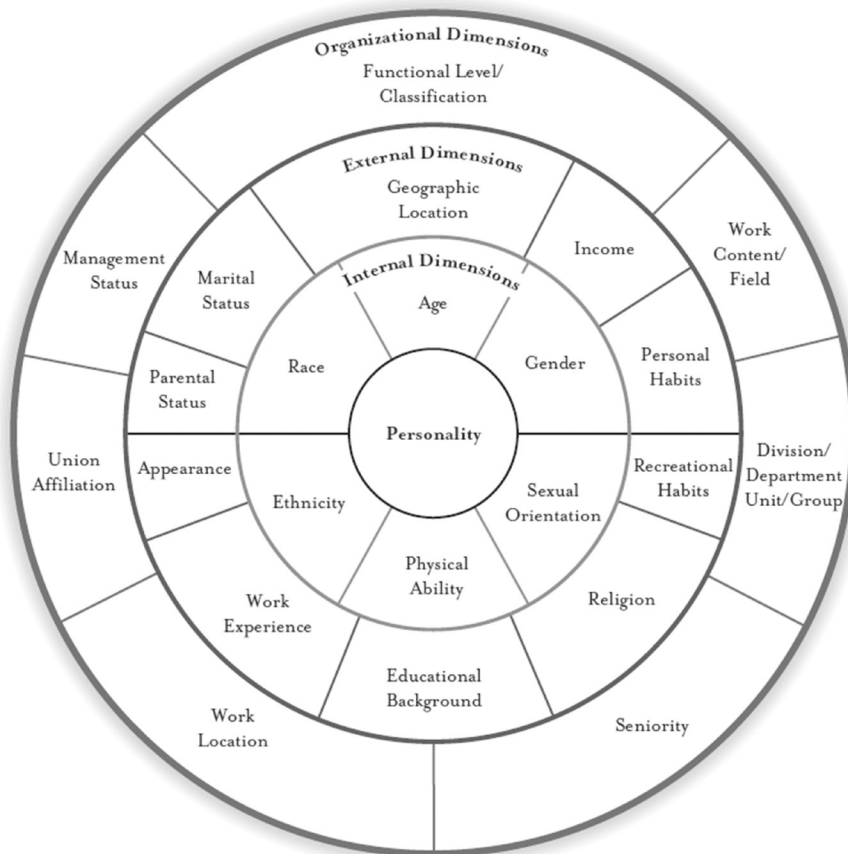 Organizational Dimensions
Functional Level/
Classification
Work
Content/
Field
Division/
Department
Unit/Group
Seniority
Work
Location
Union
Affiliation
Management
Status
External Dimensions
Geographic
Location
Income
Personal
Habits
Recreational
Habits
Religion
Educational
Background
Work
Experience
Appearance
Parental
Status
Marital
Status
Internal Dimensions
Age
Gender
Sexual
Orientation
Physical
Ability
Ethnicity
Race
Personality